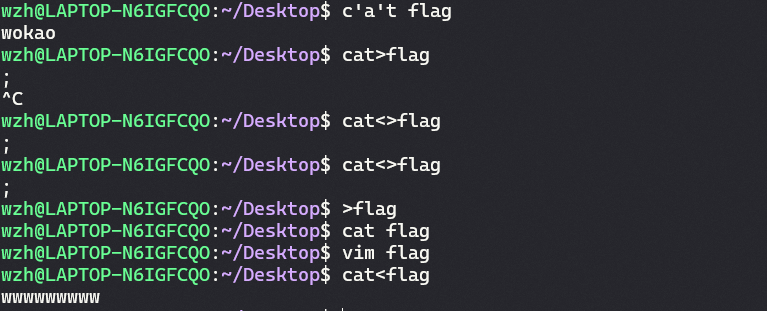 wzh@LAPTOP-N6IGFCQO:~/Desktop$ c'a't flag
wokao
wzh@LAPTOP-N6IGFCQO:~/Desktop$ cat>flag
;
^C
wzh@LAPTOP-N6IGFCQO:~/Desktop$ cat<>flag
;
wzh@LAPTOP-N6IGFCQO:~/Desktop$ cat<>flag
;
wzh@LAPTOP-N6IGFCQO:~/Desktop$ >flag
wzh@LAPTOP-N6IGFCQO:~/Desktop$ cat flag
wzh@LAPTOP-N6IGFCQO:~/Desktop$ vim flag
wzh@LAPTOP-N6IGFCQO:~/Desktop$ cat<flag
wwwwwwwww